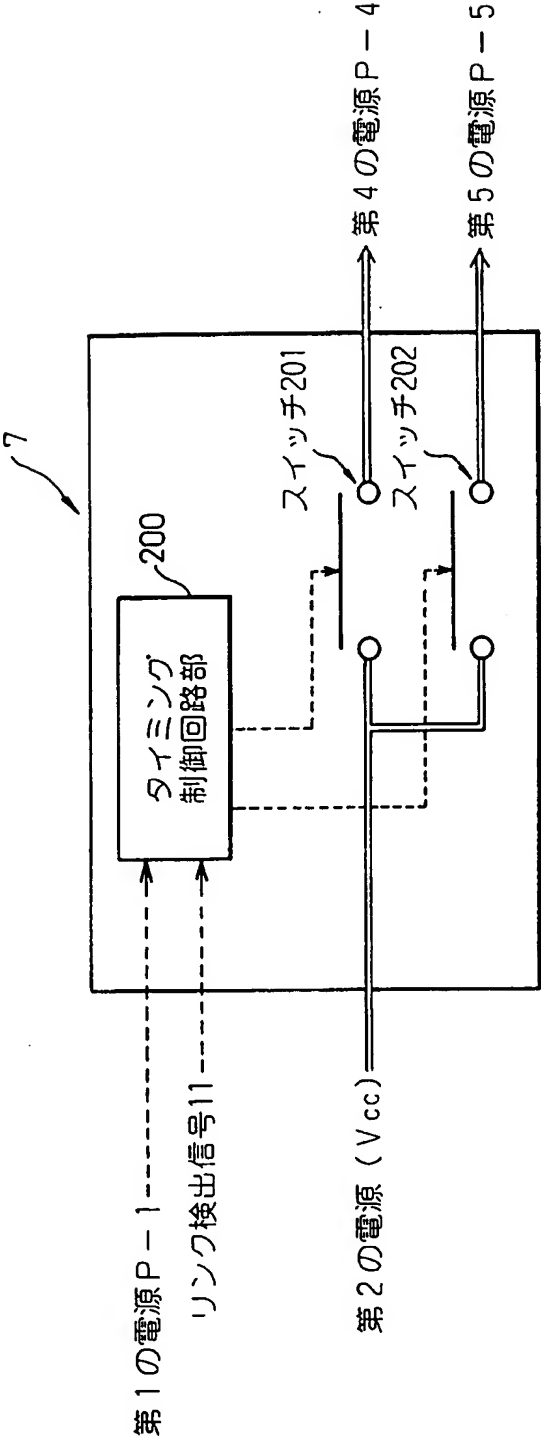 7
200
タイミング
制御回路部
第1の電源P-1
リンク検出信号11
スイッチ201
第4の電源P-4
スイッチ202
第5の電源P-5
第2の電源(Vcc)